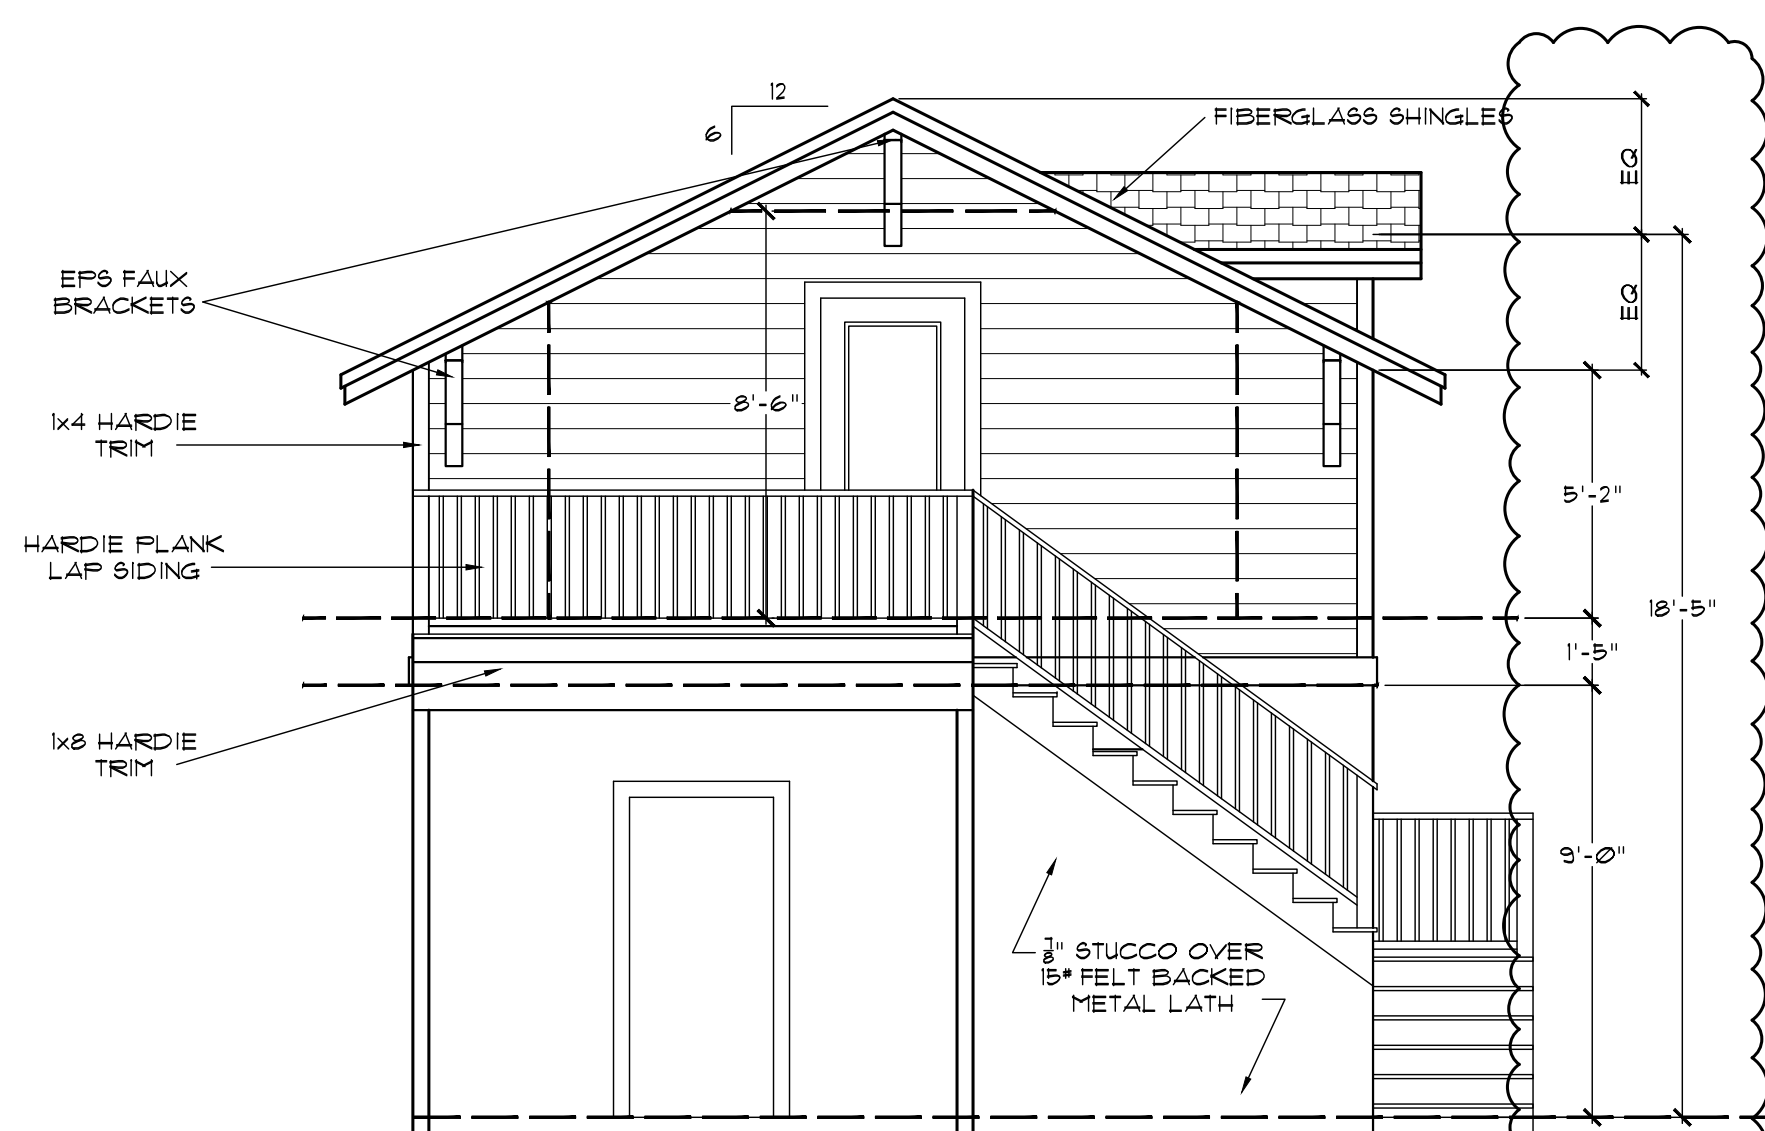 12
6
FIBERGLASS SHINGLES
EQ
EPS FAUX
BRACKETS
EQ
8'-6"
1x4 HARDIE
TRIM
5'-2"
HARDIE PLANK
LAP SIDING
18'-5"
1'-5"
1x8 HARDIE
TRIM
9'-0"
7/8" STUCCO OVER
15# FELT BACKED
METAL LATH